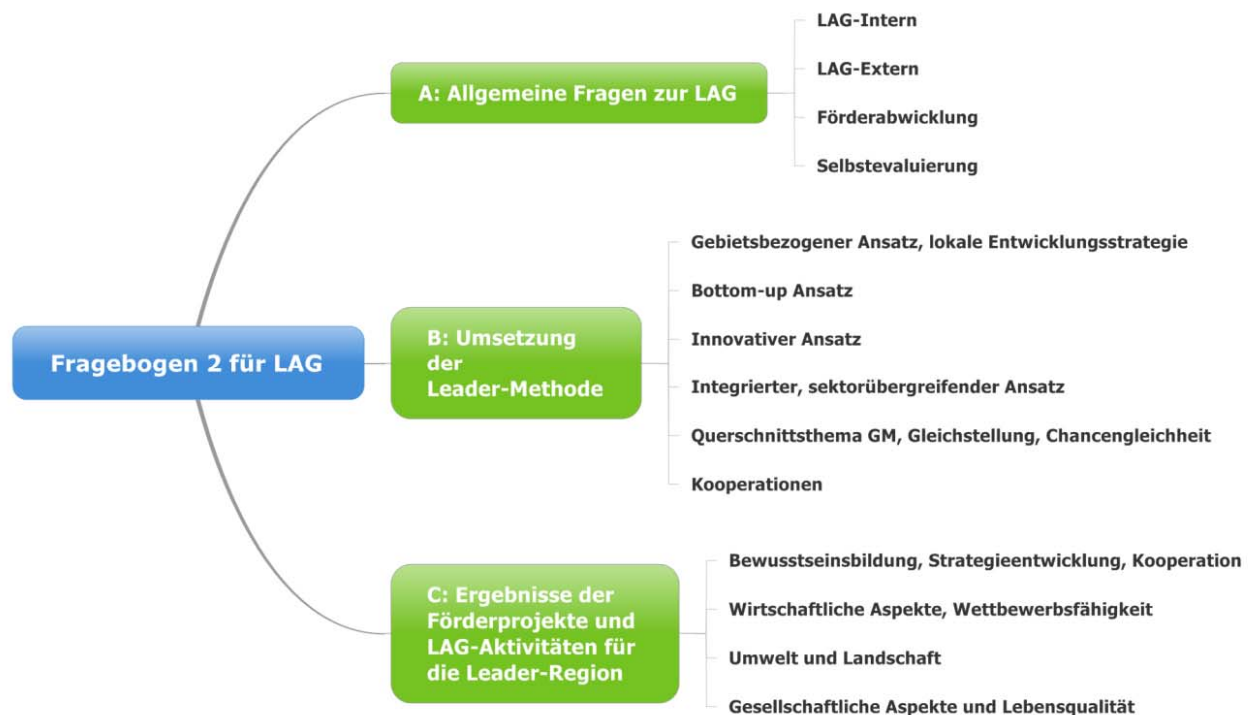 Fragebogen 2 für LAG
A: Allgemeine Fragen zur LAG
LAG-Intern
LAG-Extern
Förderabwicklung
Selbstevaluierung
B: Umsetzung
der
Leader-Methode
Gebietsbezogener Ansatz, lokale Entwicklungsstrategie
Bottom-up Ansatz
Innovativer Ansatz
Integrierter, sektorübergreifender Ansatz
Querschnittsthema GM, Gleichstellung, Chancengleichheit
Kooperationen
C: Ergebnisse der
Förderprojekte und
LAG-Aktivitäten für
die Leader-Region
Bewusstseinsbildung, Strategieentwicklung, Kooperation
Wirtschaftliche Aspekte, Wettbewerbsfähigkeit
Umwelt und Landschaft
Gesellschaftliche Aspekte und Lebensqualität